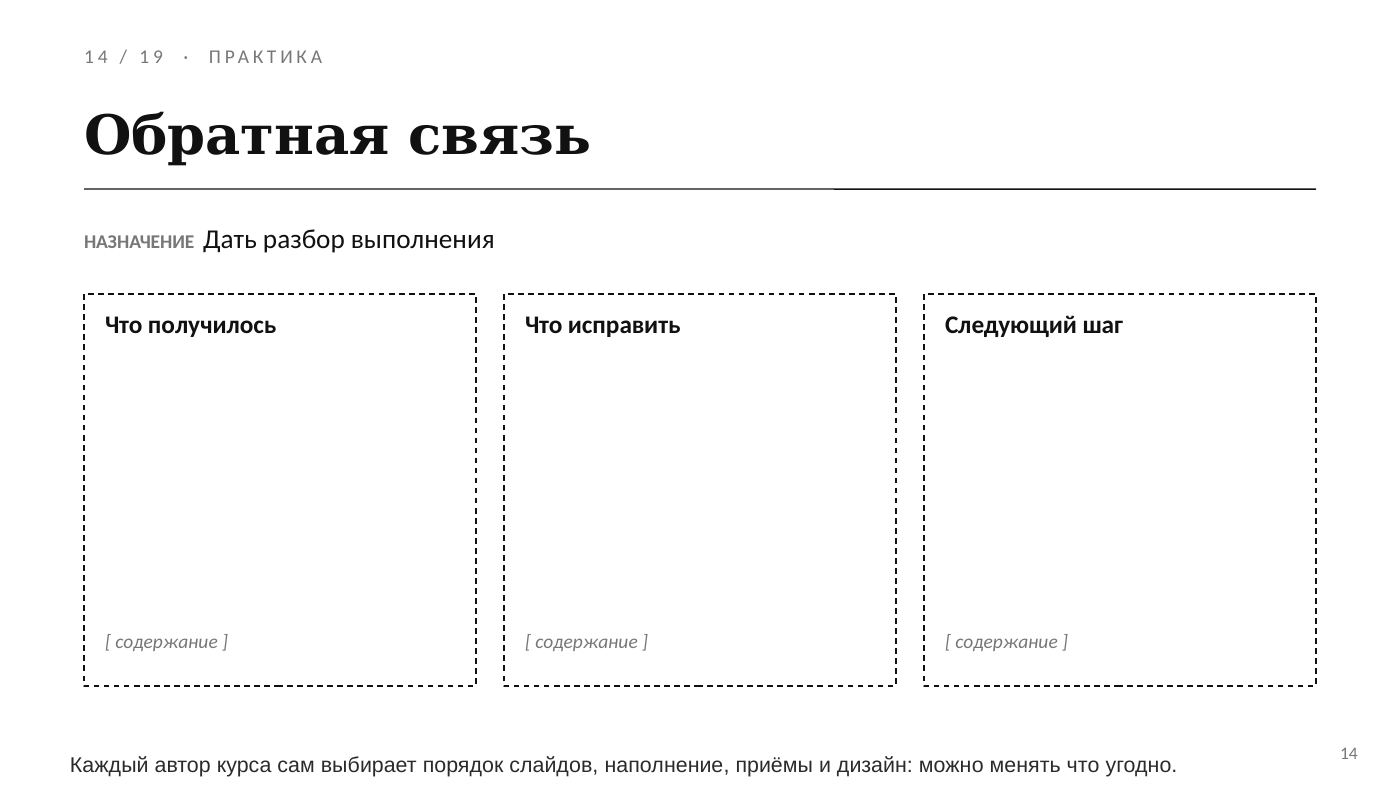 14 / 19 · ПРАКТИКА
Обратная связь
НАЗНАЧЕНИЕ Дать разбор выполнения
Что получилось
[ содержание ]
Что исправить
[ содержание ]
Следующий шаг
[ содержание ]
Каждый автор курса сам выбирает порядок слайдов, наполнение, приёмы и дизайн: можно менять что угодно.
14